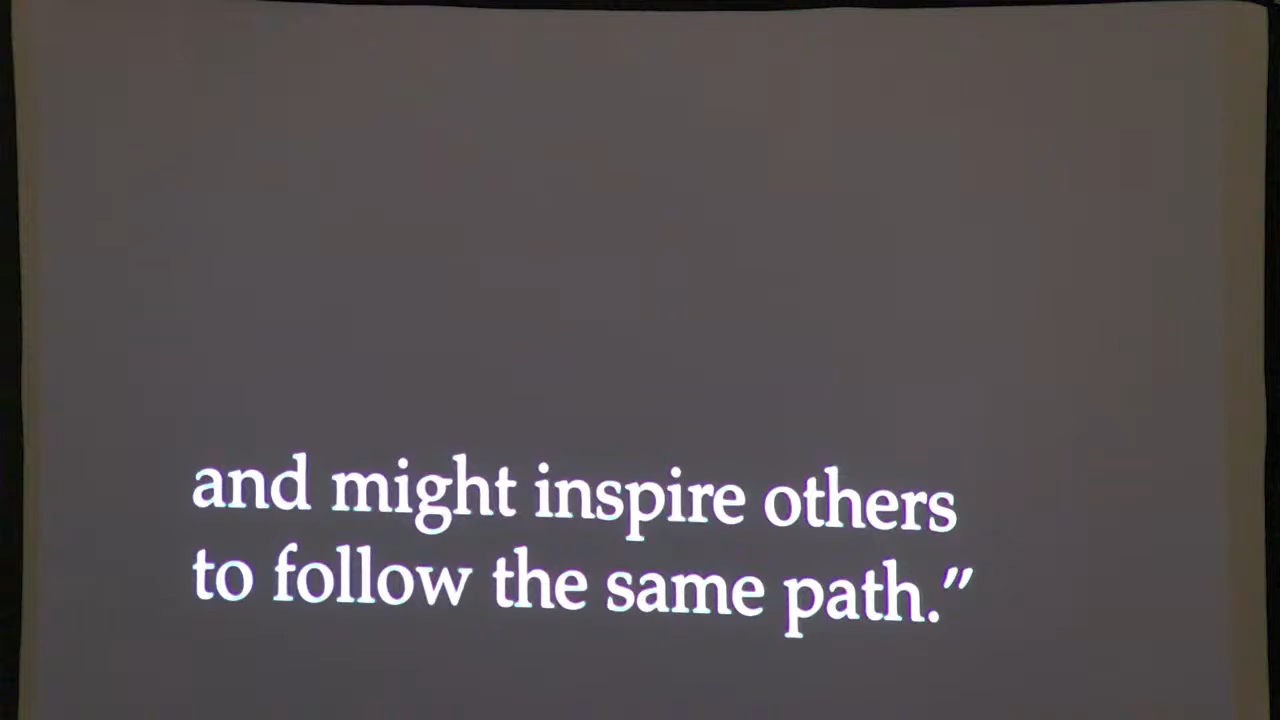 and might inspire others
to follow the same path.”